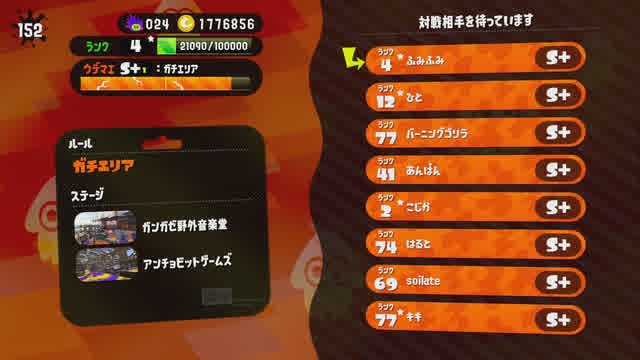 152
024 1776856
ランク 4★ 21090/100000
ウデマエ S+1 : ガチエリア
ルール
ガチエリア
ステージ
ガンガゼ野外音楽堂
アンチョビットゲームズ
対戦相手を待っています
ランク 4★ ふみふみ S+
ランク 12★ ひと S+
ランク 77 バーニングゴリラ S+
ランク 41 あんぱん S+
ランク 2★ こじか S+
ランク 74 はると S+
ランク 69 soilate S+
ランク 77★ キキ S+